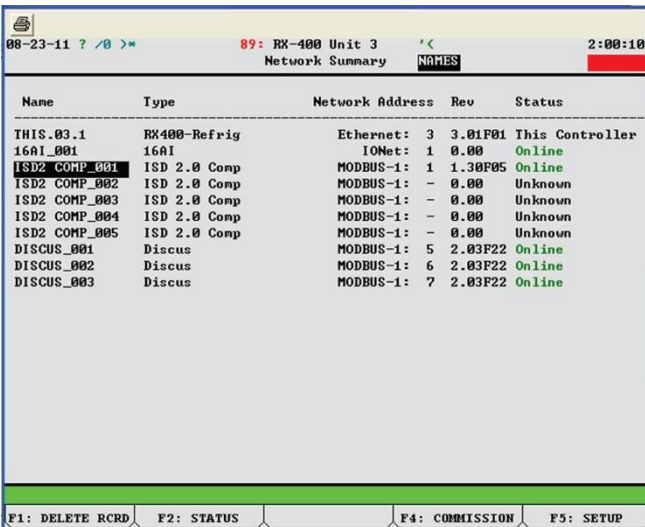 08-23-11 ? /0 >* 89: RX-400 Unit 3 '< 2:00:10
Network Summary NAMES
Name Type Network Address Rev Status
THIS.03.1 RX400-Refrig Ethernet: 3 3.01F01 This Controller
16AI_001 16AI IONet: 1 0.00 Online
ISD2 COMP_001 ISD 2.0 Comp MODBUS-1: 1 1.30F05 Online
ISD2 COMP_002 ISD 2.0 Comp MODBUS-1: - 0.00 Unknown
ISD2 COMP_003 ISD 2.0 Comp MODBUS-1: - 0.00 Unknown
ISD2 COMP_004 ISD 2.0 Comp MODBUS-1: - 0.00 Unknown
ISD2 COMP_005 ISD 2.0 Comp MODBUS-1: - 0.00 Unknown
DISCUS_001 Discus MODBUS-1: 5 2.03F22 Online
DISCUS_002 Discus MODBUS-1: 6 2.03F22 Online
DISCUS_003 Discus MODBUS-1: 7 2.03F22 Online
F1: DELETE RCRD F2: STATUS F4: COMMISSION F5: SETUP